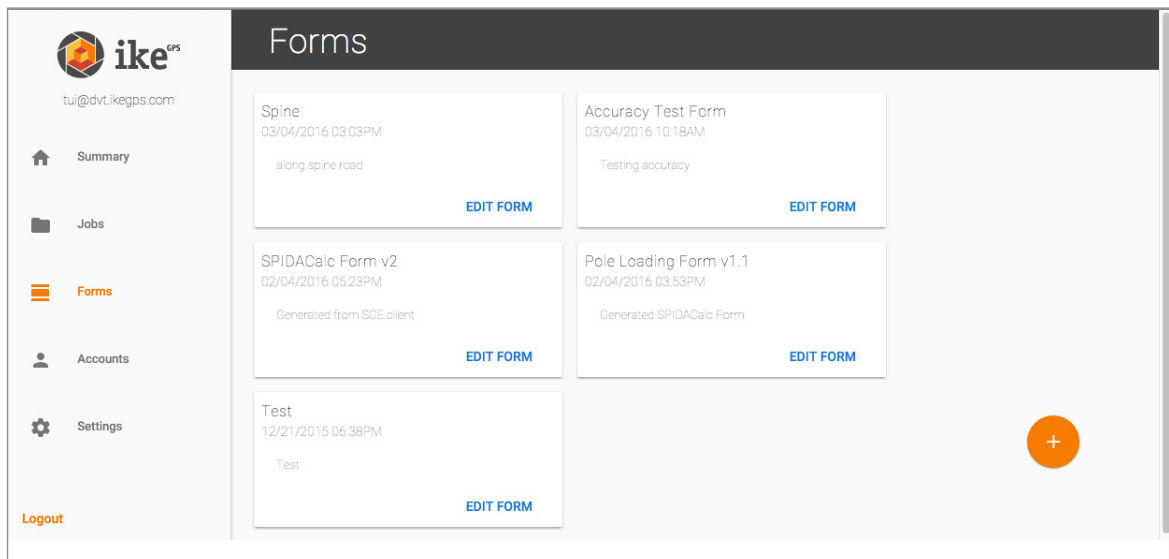 ike GPS
tui@dvt.ikegps.com
Summary
Jobs
Forms
Accounts
Settings
Logout
Forms
Spine
03/04/2016 03:03PM
along spine road
EDIT FORM
Accuracy Test Form
03/04/2016 10:18AM
Testing accuracy
EDIT FORM
SPIDACalc Form v2
02/04/2016 05:23PM
Generated from SCE.client
EDIT FORM
Pole Loading Form v1.1
02/04/2016 03:53PM
Generated SPIDACalc Form
EDIT FORM
Test
12/21/2015 06:38PM
Test
EDIT FORM
+